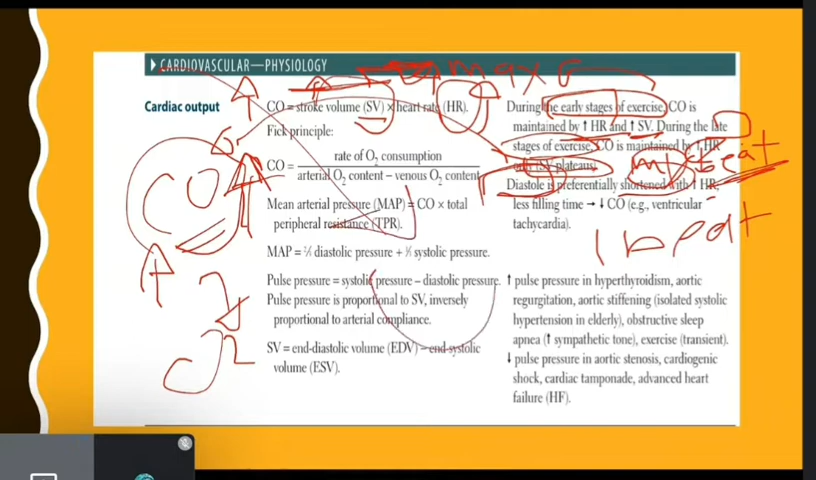 CARDIOVASCULAR—PHYSIOLOGY
max
Cardiac output
CO = stroke volume (SV) × heart rate (HR).
Fick principle:
CO = rate of O2 consumption
arterial O2 content – venous O2 content
Mean arterial pressure (MAP) = CO × total
peripheral resistance (TPR).
MAP = ⅔ diastolic pressure + ⅓ systolic pressure.
Pulse pressure = systolic pressure – diastolic pressure.
Pulse pressure is proportional to SV, inversely
proportional to arterial compliance.
SV = end-diastolic volume (EDV) – end-systolic
volume (ESV).
During the early stages of exercise, CO is
maintained by ↑ HR and ↑ SV. During the late
stages of exercise, CO is maintained by ↑ HR
(SV plateaus).
Diastole is preferentially shortened with ↑ HR;
less filling time → ↓ CO (e.g., ventricular
tachycardia).
↑ pulse pressure in hyperthyroidism, aortic
regurgitation, aortic stiffening (isolated systolic
hypertension in elderly), obstructive sleep
apnea (↑ sympathetic tone), exercise (transient).
↓ pulse pressure in aortic stenosis, cardiogenic
shock, cardiac tamponade, advanced heart
failure (HF).
CO
beat
1 beat